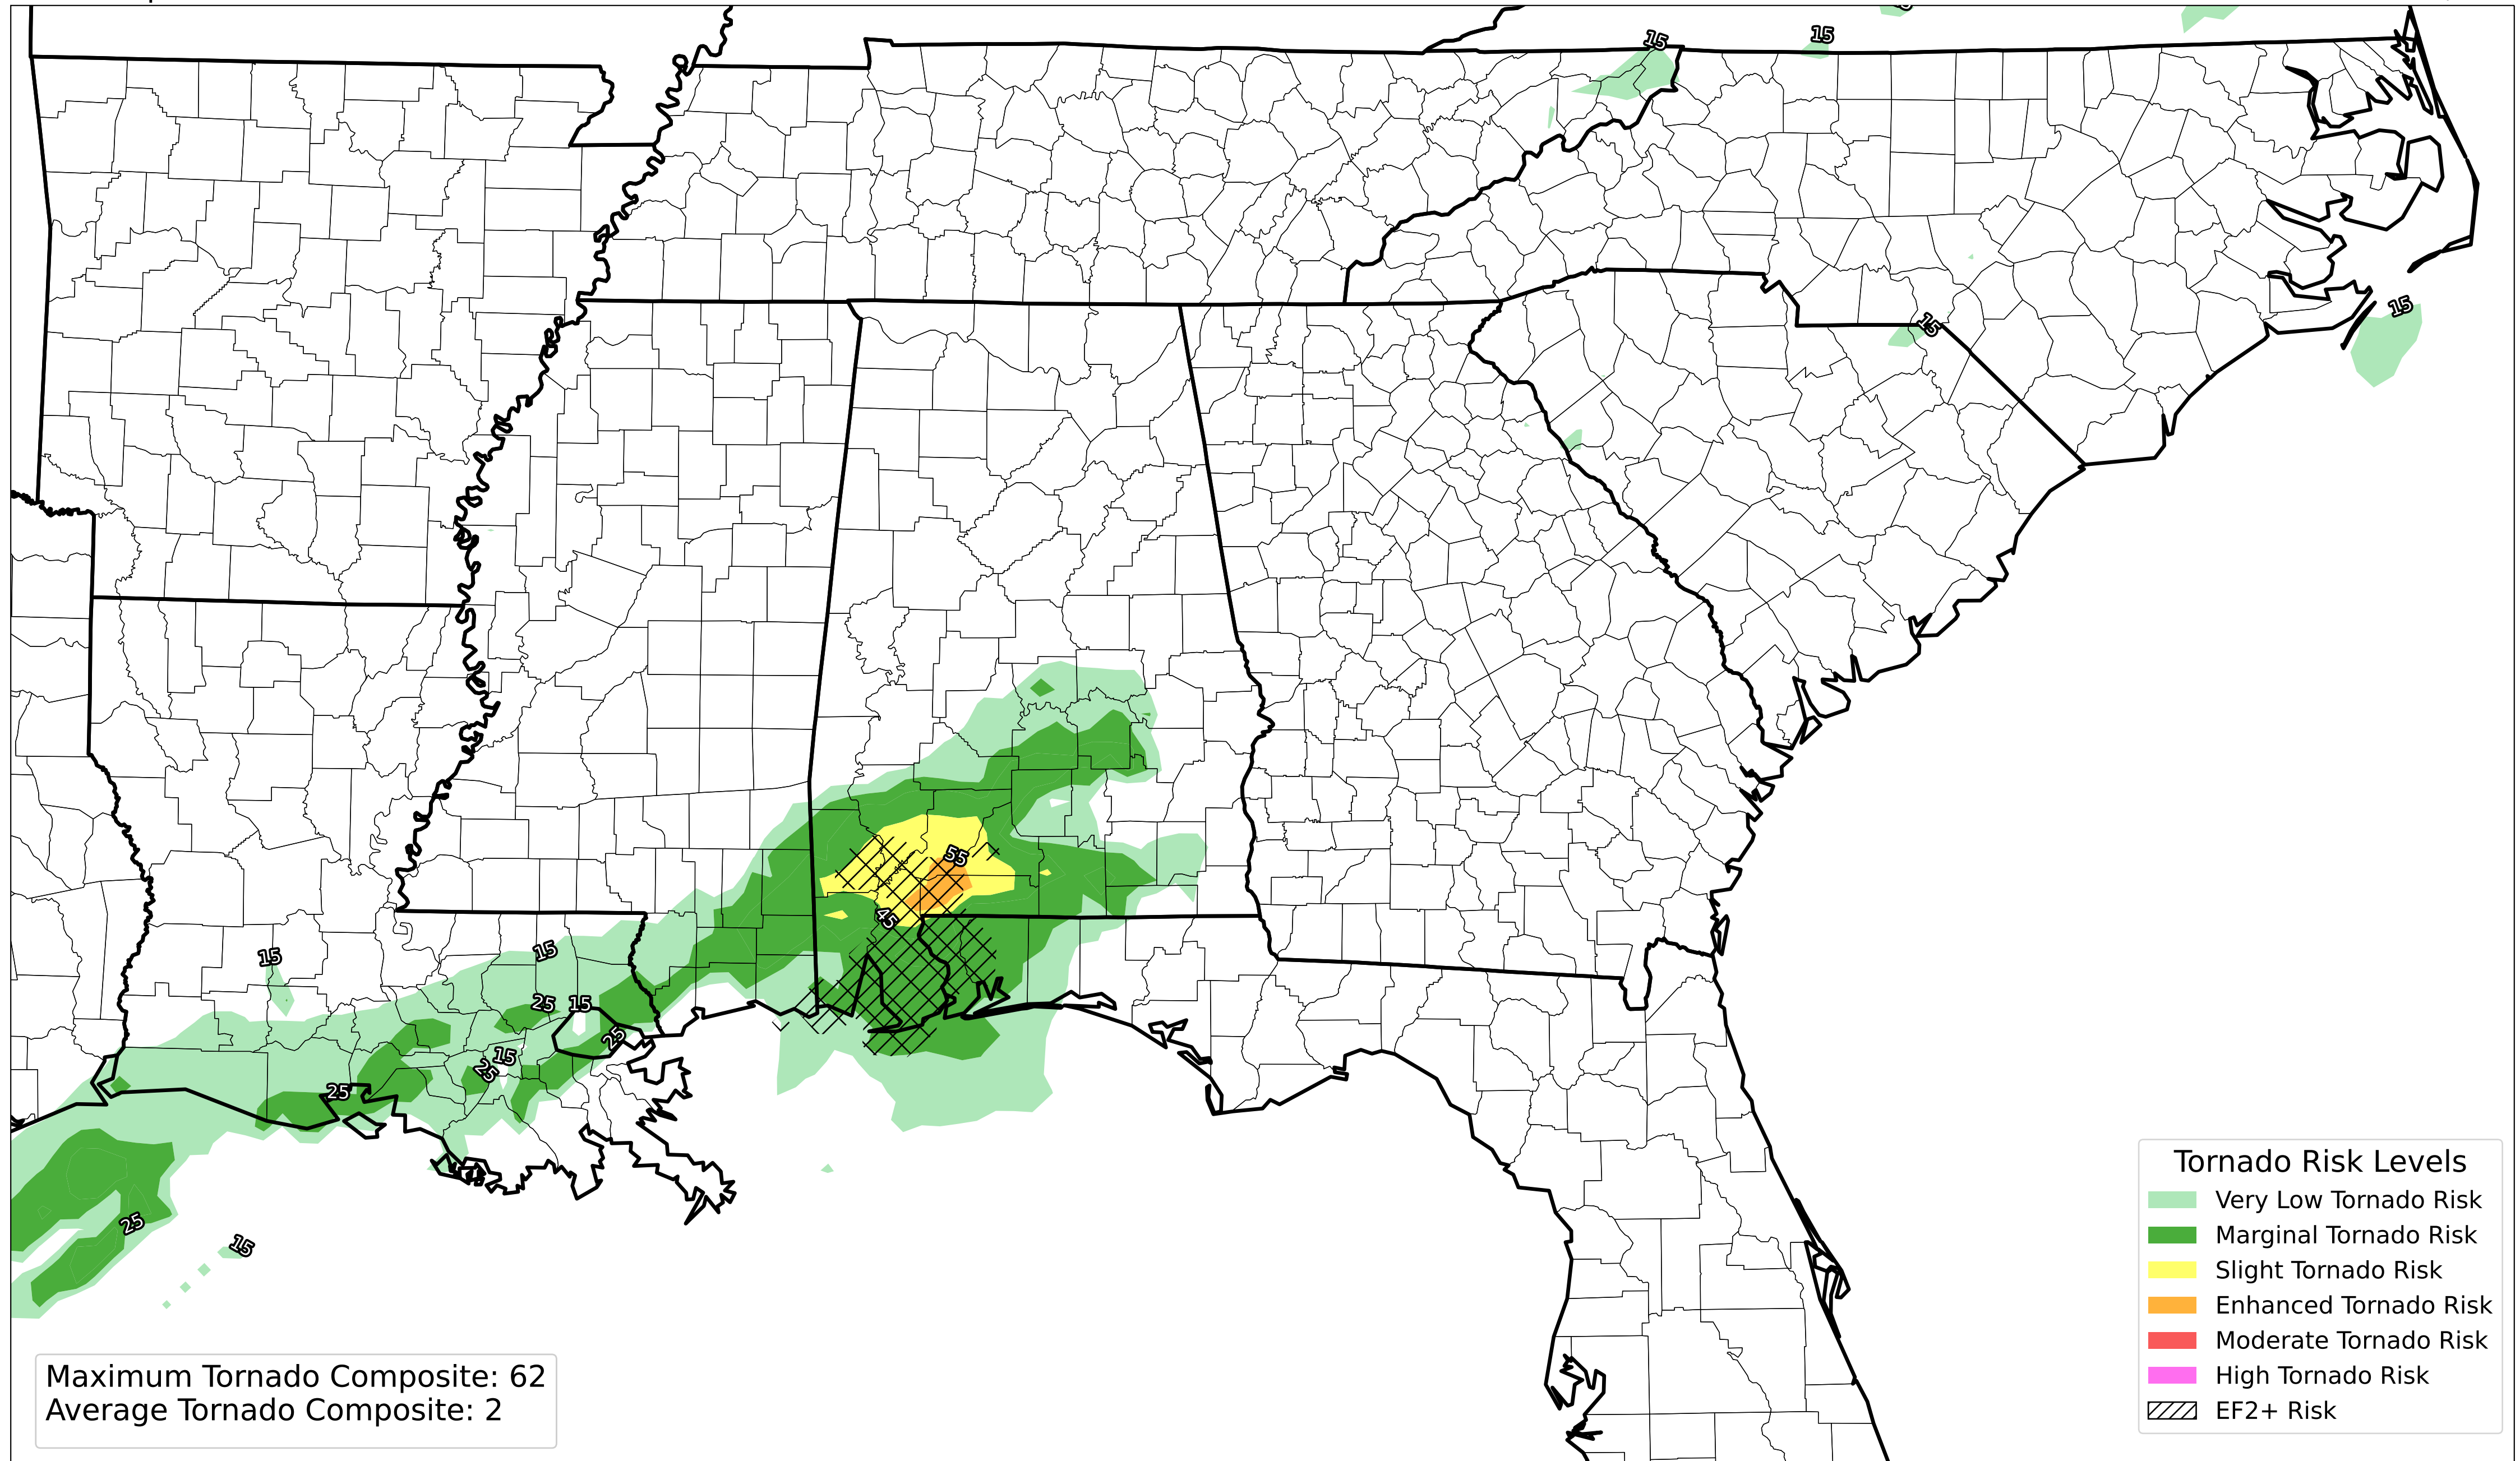 15
15
15
15
55
45
15
15
25
15
25
15
25
25
25
15
Tornado Risk Levels
Very Low Tornado Risk
Marginal Tornado Risk
Slight Tornado Risk
Enhanced Tornado Risk
Moderate Tornado Risk
High Tornado Risk
EF2+ Risk
Maximum Tornado Composite: 62
Average Tornado Composite: 2